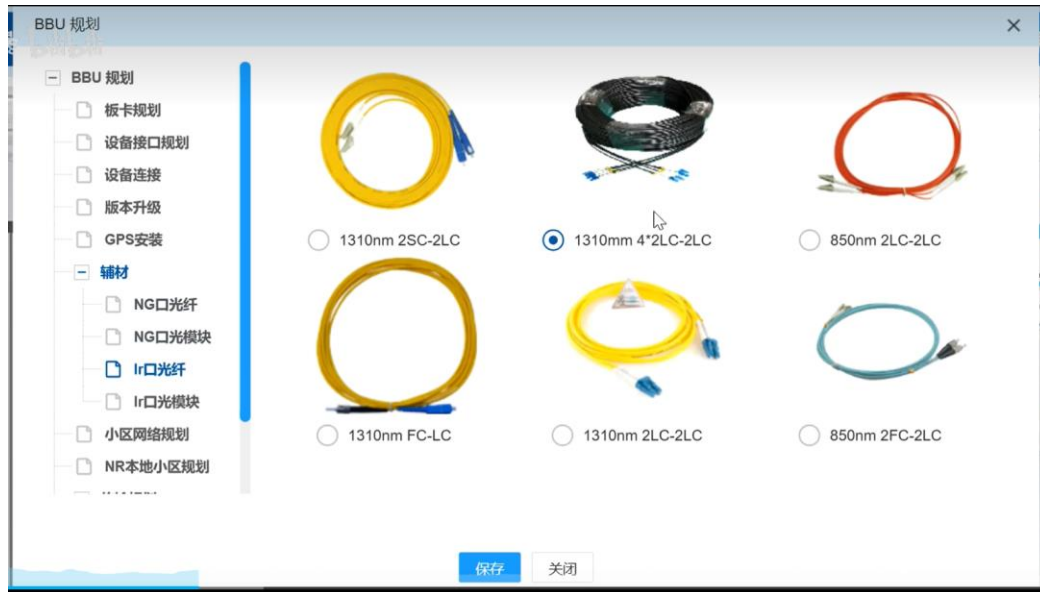 BBU 规划
BBU 规划
板卡规划
设备接口规划
设备连接
版本升级
GPS安装
辅材
NG口光纤
NG口光模块
Ir口光纤
Ir口光模块
小区网络规划
NR本地小区规划
1310nm 2SC-2LC
1310mm 4*2LC-2LC
850nm 2LC-2LC
1310nm FC-LC
1310nm 2LC-2LC
850nm 2FC-2LC
保存
关闭